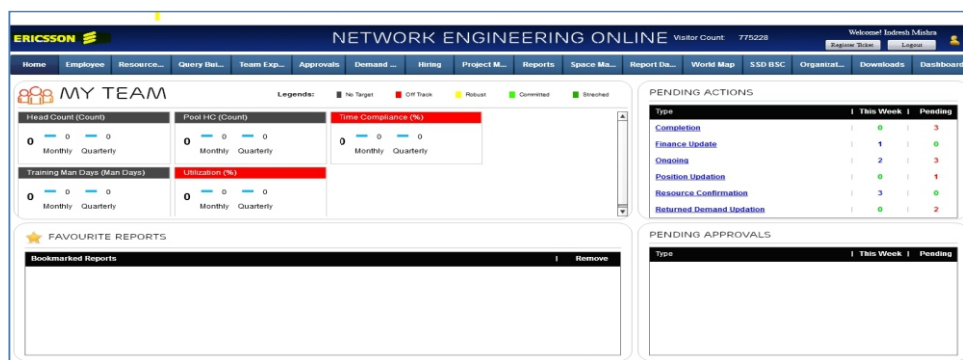 ERICSSON NETWORK ENGINEERING ONLINE Visitor Count: 775228 Welcome! Indresh Mishra
Register Ticket Logout
Home Employee Resource... Query Bui... Team Exp... Approvals Demand ... Hiring Project M... Reports Space Ma... Report Da... World Map SSD BSC Organizat... Downloads Dashboard
MY TEAM Legends: No Target Off Track Robust Committed Streched
Head Count (Count) Pool HC (Count) Time Compliance (%)
0 0 0 0 0 0 0 0 0
Monthly Quarterly Monthly Quarterly Monthly Quarterly
Training Man Days (Man Days) Utilization (%)
0 0 0 0 0 0
Monthly Quarterly Monthly Quarterly
PENDING ACTIONS
Type | This Week | Pending
Completion | 0 | 3
Finance Update | 1 | 0
Ongoing | 2 | 3
Position Updation | 0 | 1
Resource Confirmation | 3 | 0
Returned Demand Updation | 0 | 2
FAVOURITE REPORTS
Bookmarked Reports | Remove
PENDING APPROVALS
Type | This Week | Pending